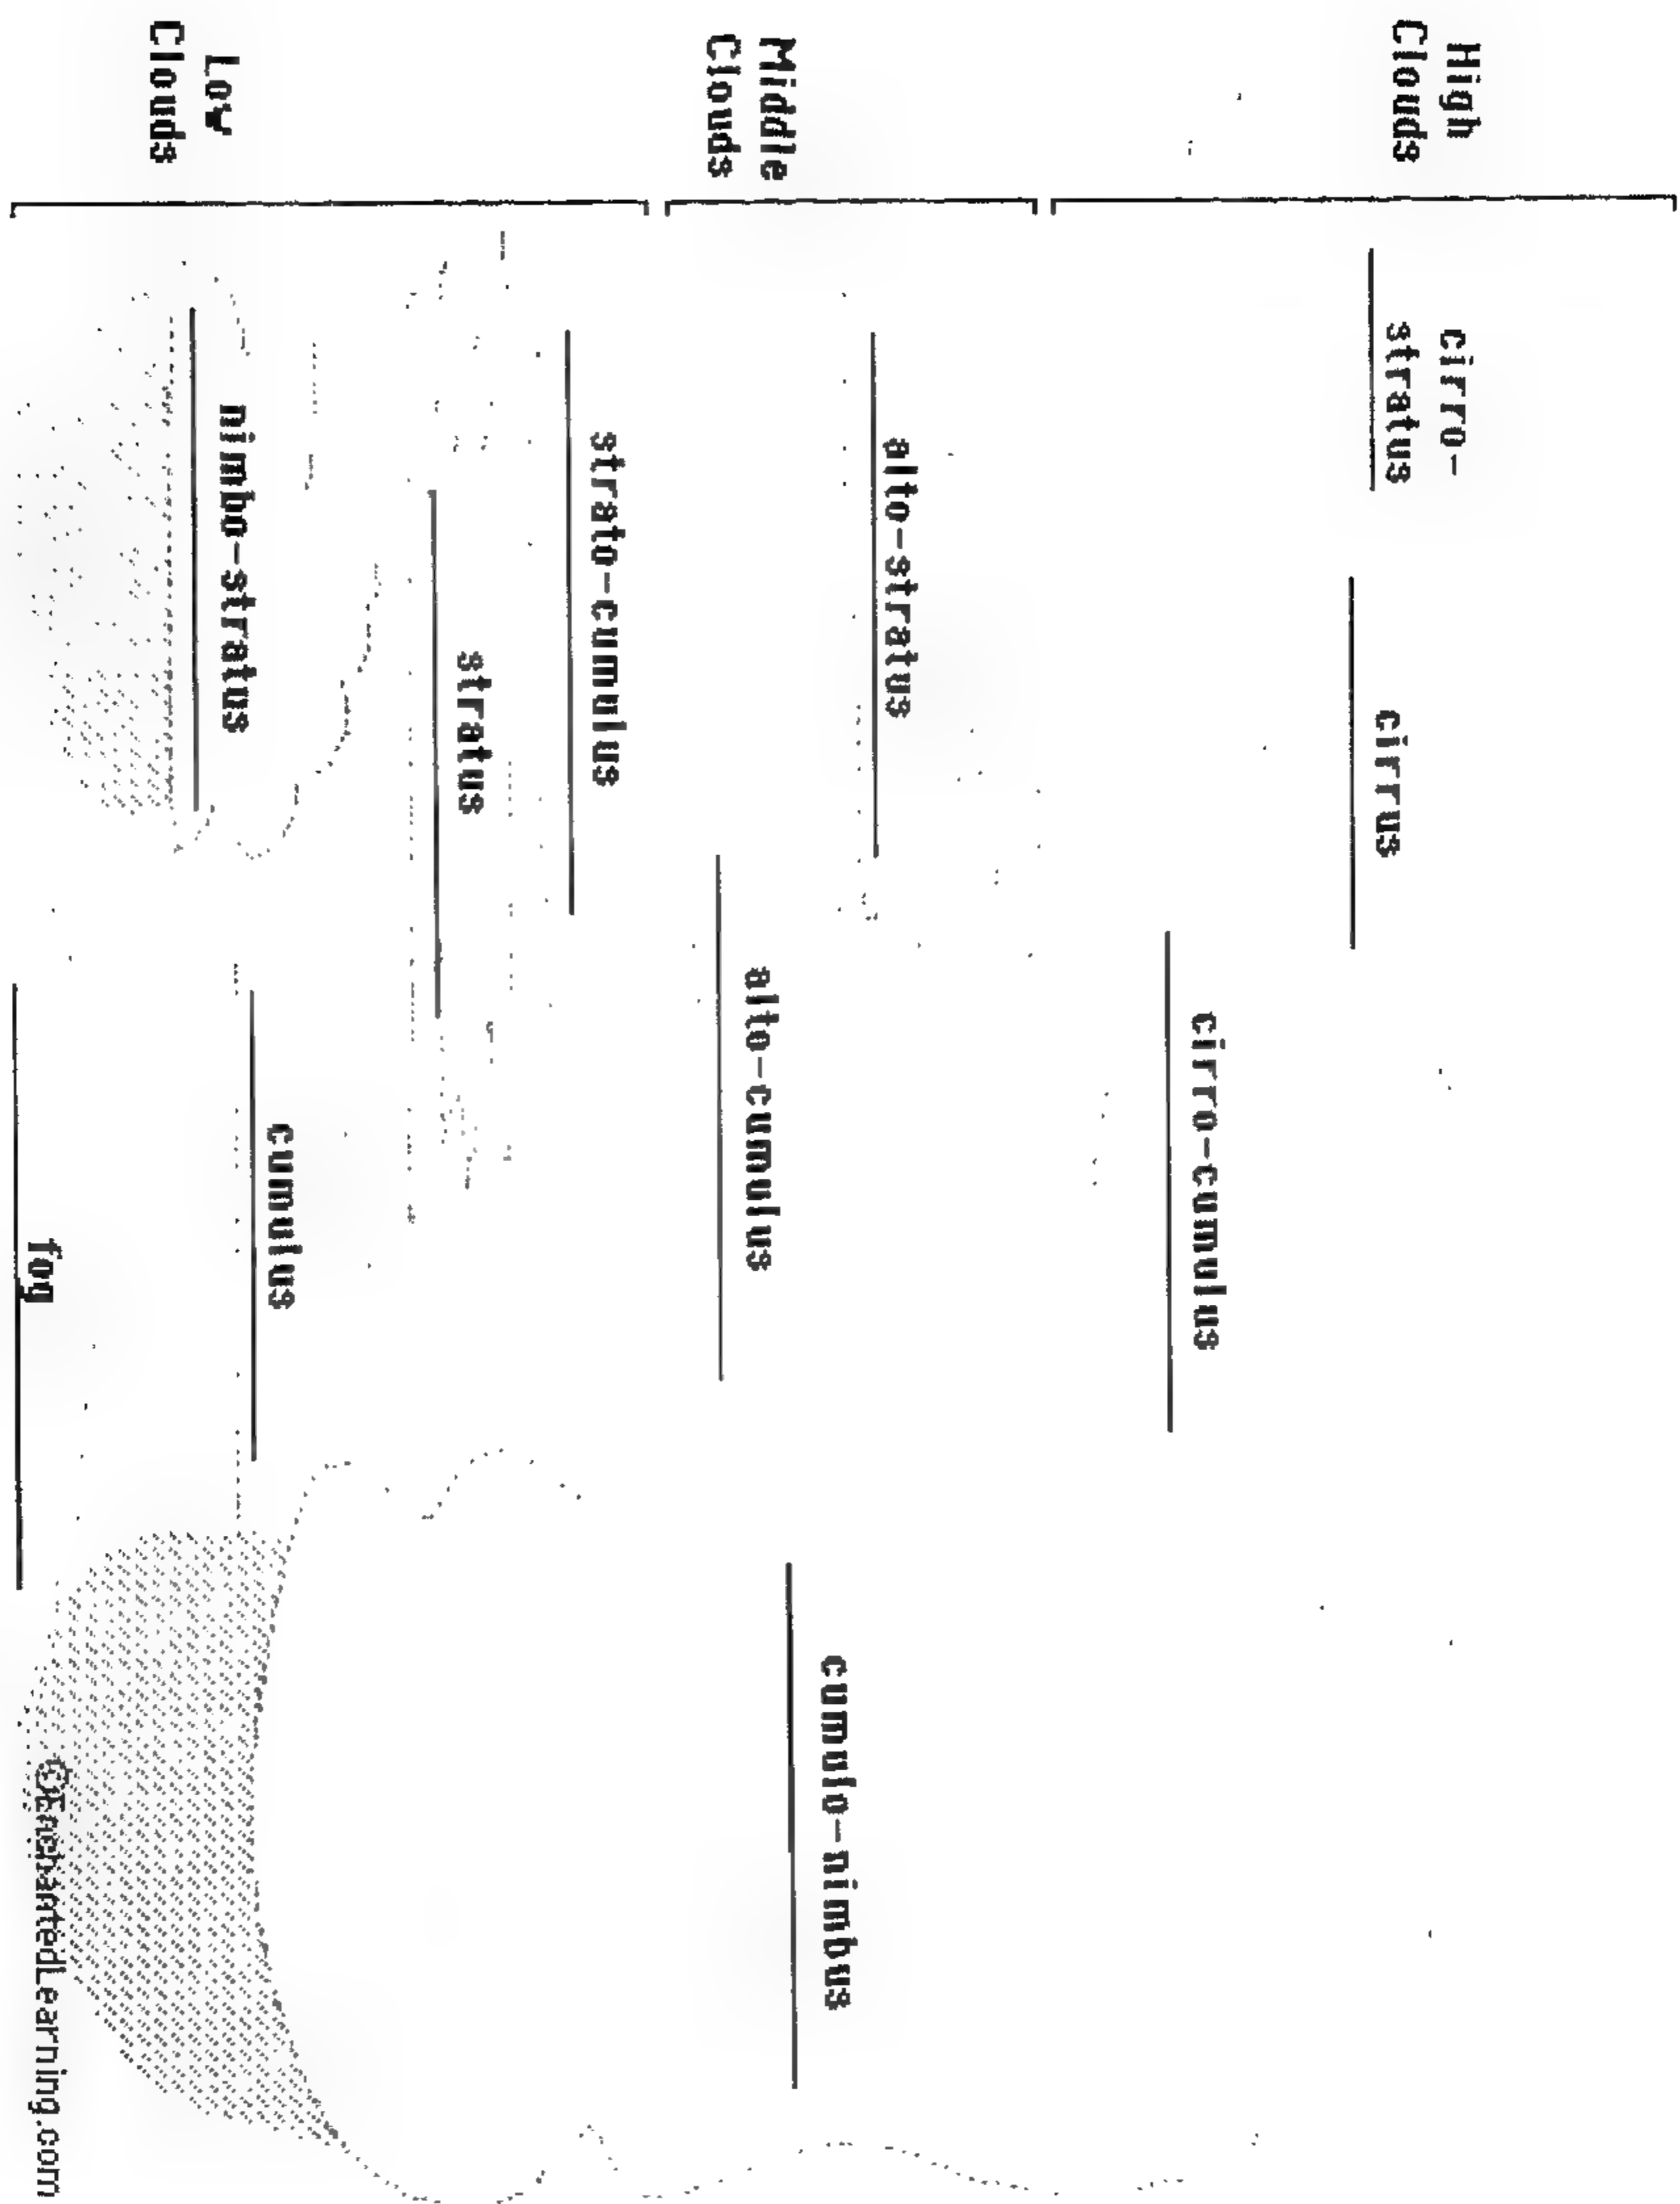 High
Clouds
cirro-
stratus
cirrus
cirro-cumulus
Middle
Clouds
alto-stratus
alto-cumulus
cumulo-nimbus
Low
Clouds
strato-cumulus
stratus
nimbo-stratus
cumulus
fog
©EnchantedLearning.com